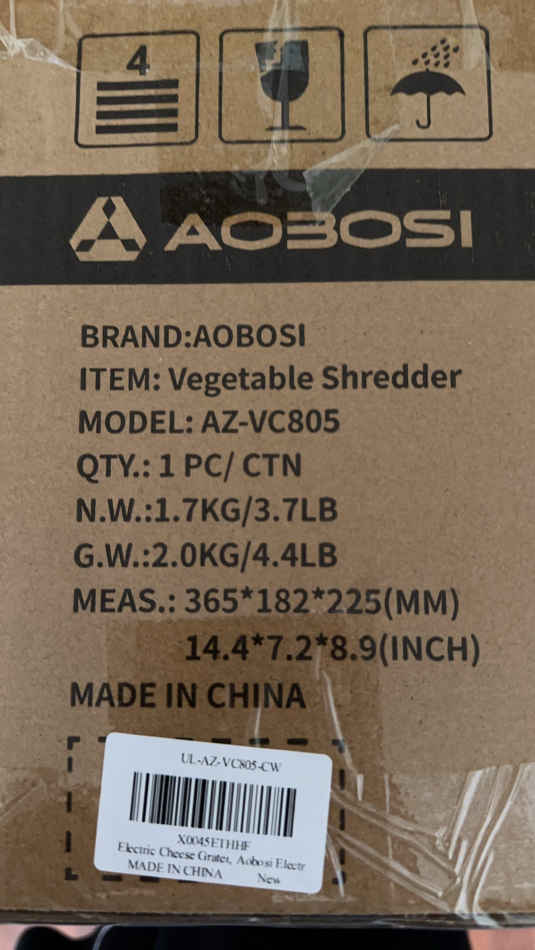 4
AOBOSI
BRAND:AOBOSI
ITEM: Vegetable Shredder
MODEL: AZ-VC805
QTY.: 1 PC/ CTN
N.W.:1.7KG/3.7LB
G.W.:2.0KG/4.4LB
MEAS.: 365*182*225(MM)
14.4*7.2*8.9(INCH)
MADE IN CHINA
UL-AZ-VC805-CW
X0045ETHHF
Electric Cheese Grater, Aobosi Electr
MADE IN CHINA New